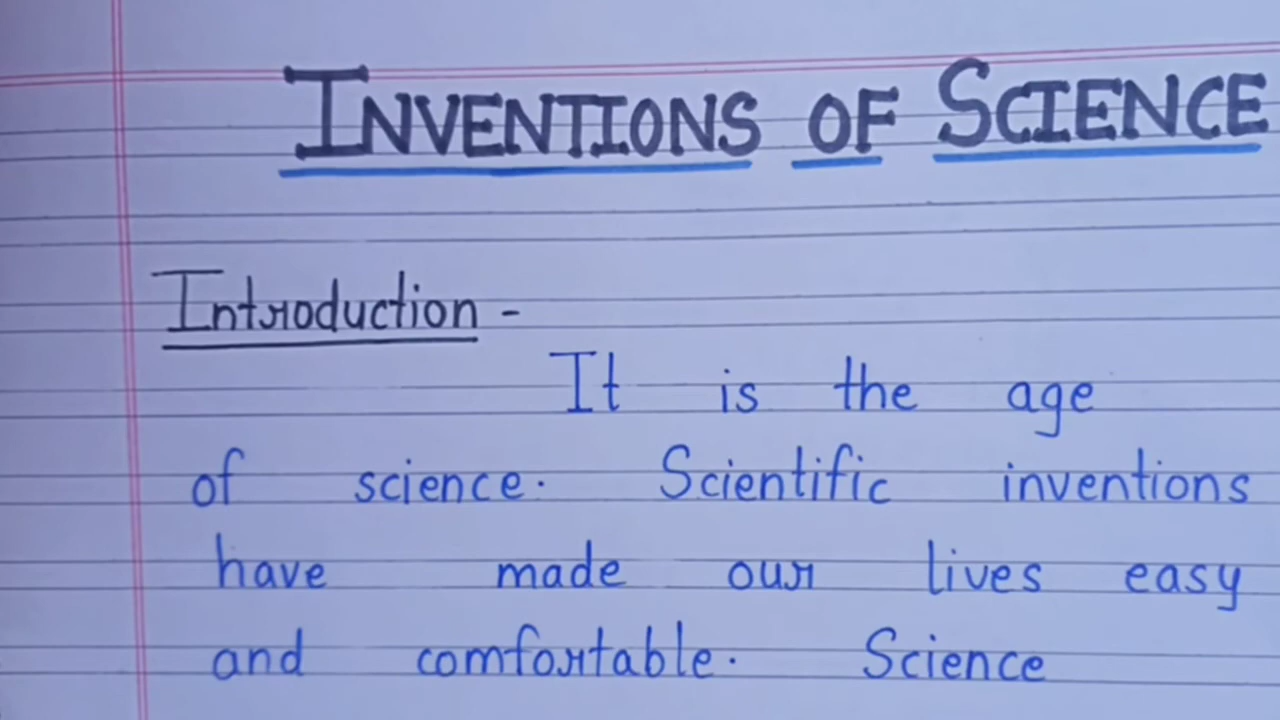 INVENTIONS OF SCIENCE
Introduction -
It is the age
of science. Scientific inventions
have made our lives easy
and comfortable. Science